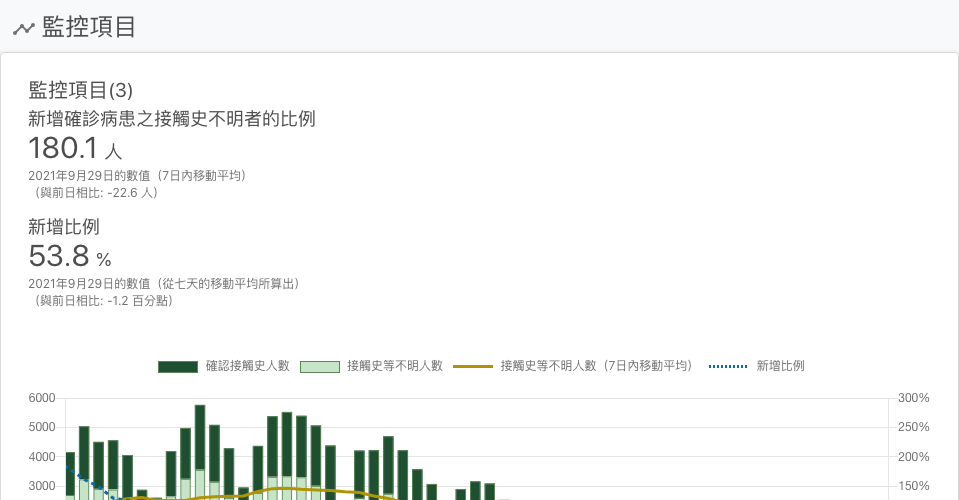 監控項目
監控項目(3)
新增確診病患之接觸史不明者的比例
180.1 人
2021年9月29日的數值（7日內移動平均）
（與前日相比: -22.6 人）
新增比例
53.8 %
2021年9月29日的數值（從七天的移動平均所算出）
（與前日相比: -1.2 百分點）
確認接觸史人數 接觸史等不明人數 接觸史等不明人數（7日內移動平均） 新增比例
6000 300%
5000 250%
4000 200%
3000 150%